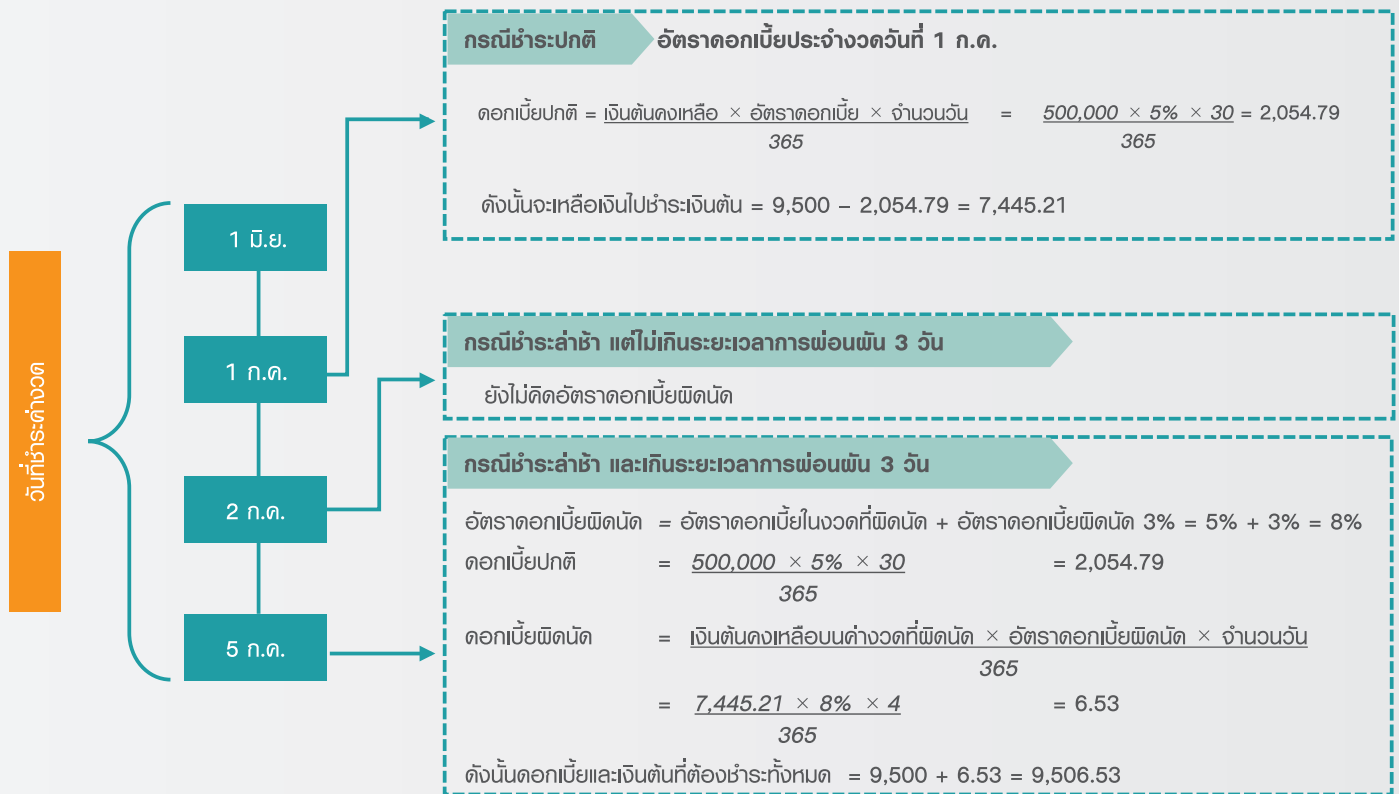 วันที่ชำระค่างวด
1 มิ.ย.
1 ก.ค.
2 ก.ค.
5 ก.ค.
กรณีชำระปกติ อัตราดอกเบี้ยประจำงวดวันที่ 1 ก.ค.
ดอกเบี้ยปกติ = เงินต้นคงเหลือ × อัตราดอกเบี้ย × จำนวนวัน = 500,000 × 5% × 30 = 2,054.79
365 365
ดังนั้นจะเหลือเงินไปชำระเงินต้น = 9,500 – 2,054.79 = 7,445.21
กรณีชำระล่าช้า แต่ไม่เกินระยะเวลาการผ่อนผัน 3 วัน
ยังไม่คิดอัตราดอกเบี้ยผิดนัด
กรณีชำระล่าช้า และเกินระยะเวลาการผ่อนผัน 3 วัน
อัตราดอกเบี้ยผิดนัด = อัตราดอกเบี้ยในงวดที่ผิดนัด + อัตราดอกเบี้ยผิดนัด 3% = 5% + 3% = 8%
ดอกเบี้ยปกติ = 500,000 × 5% × 30 = 2,054.79
365
ดอกเบี้ยผิดนัด = เงินต้นคงเหลือบนค่างวดที่ผิดนัด × อัตราดอกเบี้ยผิดนัด × จำนวนวัน
365
= 7,445.21 × 8% × 4 = 6.53
365
ดังนั้นดอกเบี้ยและเงินต้นที่ต้องชำระทั้งหมด = 9,500 + 6.53 = 9,506.53